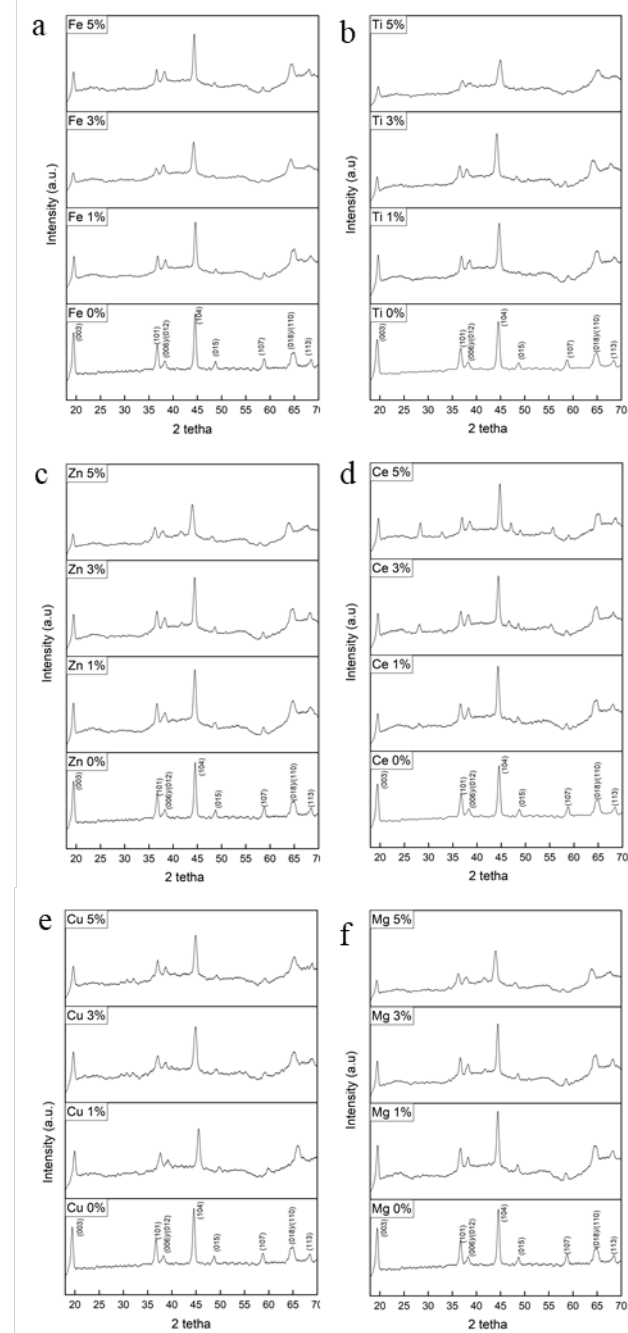 a
Fe 5%
Fe 3%
Fe 1%
Fe 0%
(003)
(101)
(006)/(012)
(104)
(015)
(107)
(018)/(110)
(113)
20 25 30 35 40 45 50 55 60 65 70
2 tetha
Intensity (a.u.)
b
Ti 5%
Ti 3%
Ti 1%
Ti 0%
(003)
(101)
(006)/(012)
(104)
(015)
(107)
(018)/(110)
(113)
20 25 30 35 40 45 50 55 60 65 70
2 tetha
Intensity (a.u.)
c
Zn 5%
Zn 3%
Zn 1%
Zn 0%
(003)
(101)
(006)/(012)
(104)
(015)
(107)
(018)/(110)
(113)
20 25 30 35 40 45 50 55 60 65 70
2 tetha
Intensity (a.u)
d
Ce 5%
Ce 3%
Ce 1%
Ce 0%
(003)
(101)
(006)/(012)
(104)
(015)
(107)
(018)/(110)
(113)
20 25 30 35 40 45 50 55 60 65 70
2 tetha
Intensity (a.u)
e
Cu 5%
Cu 3%
Cu 1%
Cu 0%
(003)
(101)
(006)/(012)
(104)
(015)
(107)
(018)/(110)
(113)
20 25 30 35 40 45 50 55 60 65 70
2 tetha
Intensity (a.u.)
f
Mg 5%
Mg 3%
Mg 1%
Mg 0%
(003)
(101)
(006)/(012)
(104)
(015)
(107)
(018)/(110)
(113)
20 25 30 35 40 45 50 55 60 65 70
2 tetha
Intensity (a.u)